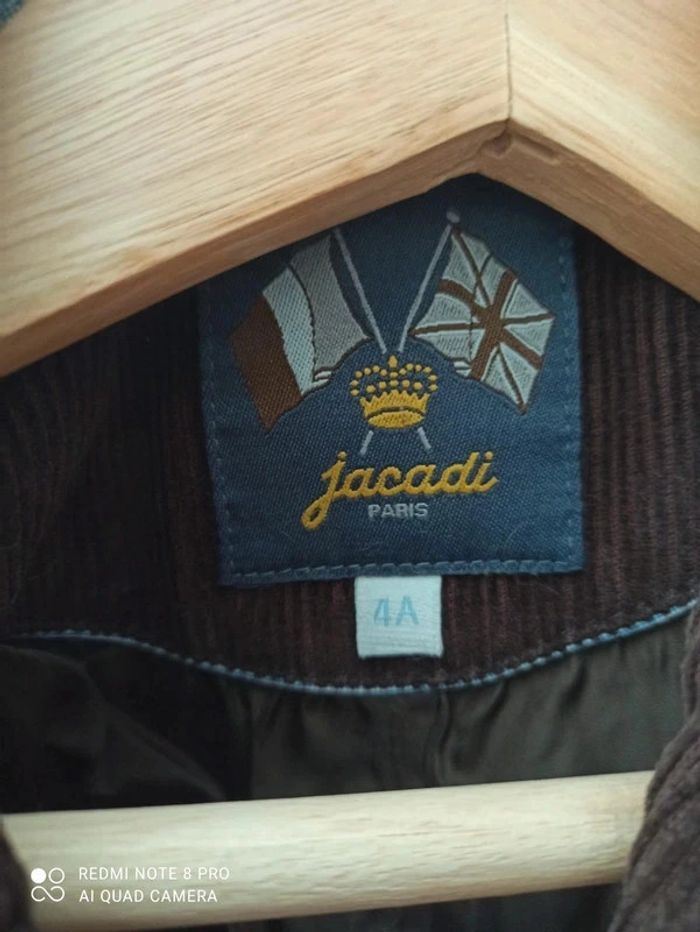 jacadi
PARIS
4A
REDMI NOTE 8 PRO
AI QUAD CAMERA